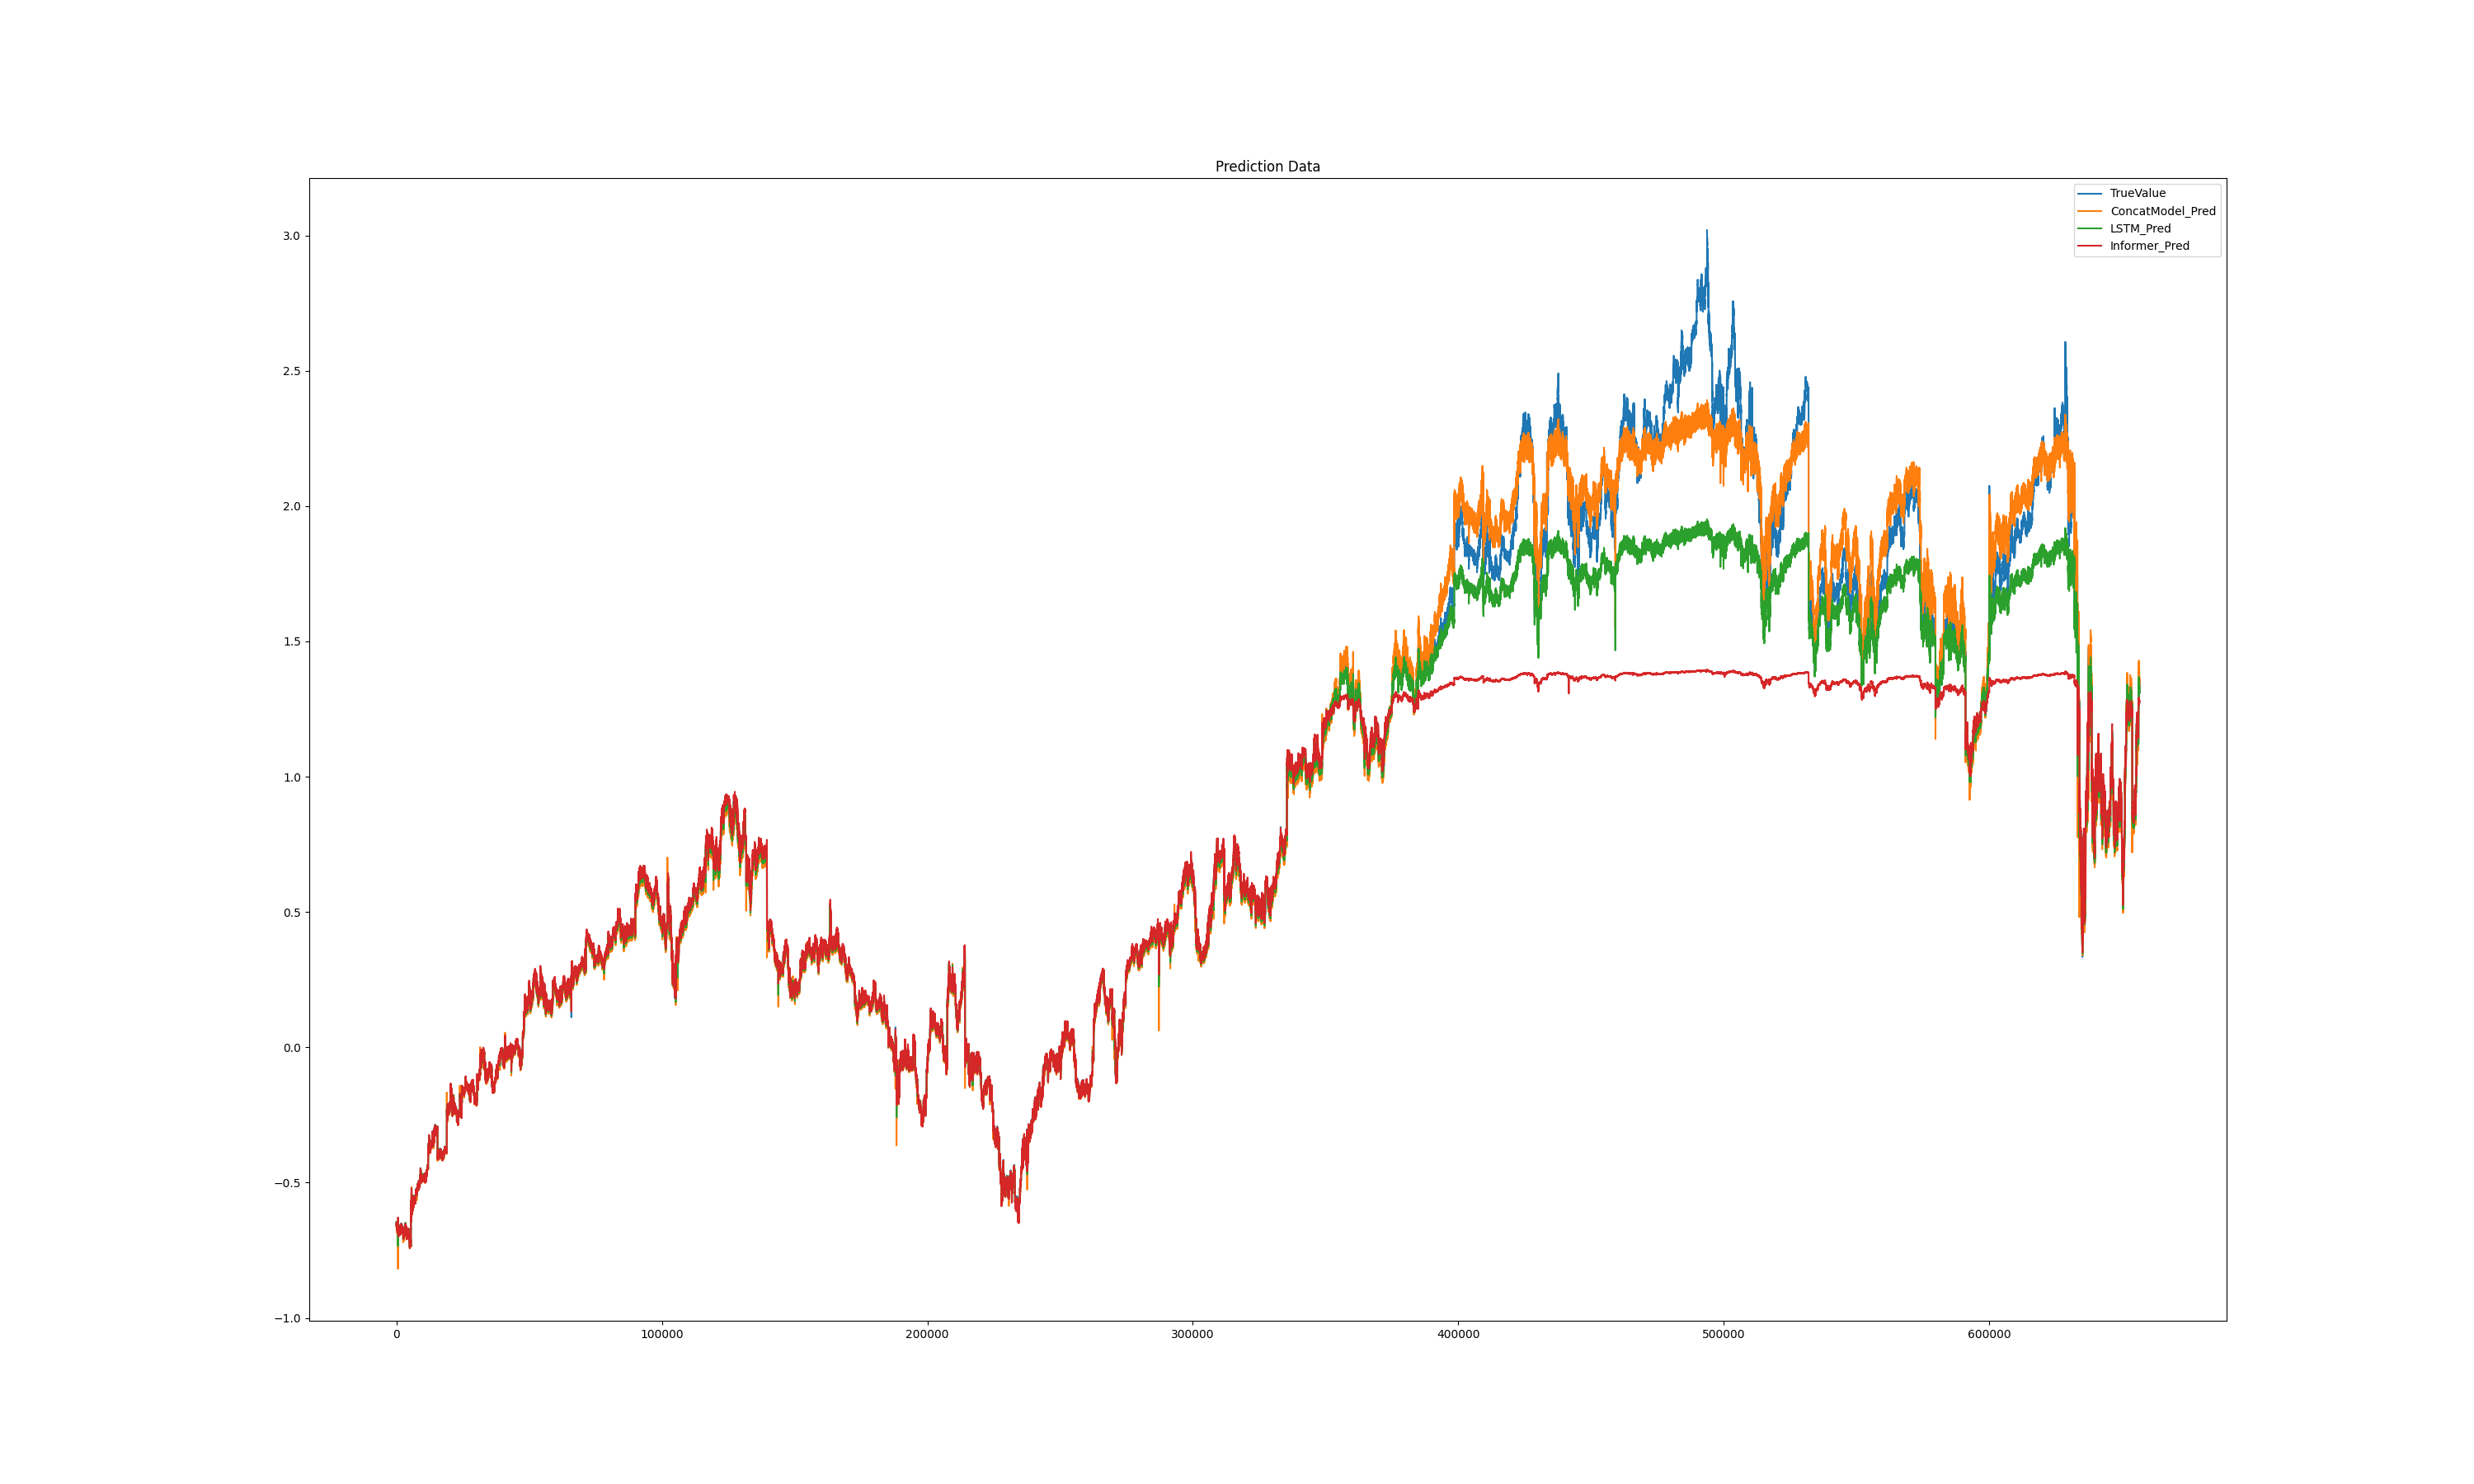 Prediction Data
TrueValue
ConcatModel_Pred
LSTM_Pred
Informer_Pred
3.0
2.5
2.0
1.5
1.0
0.5
0.0
−0.5
−1.0
0 100000 200000 300000 400000 500000 600000